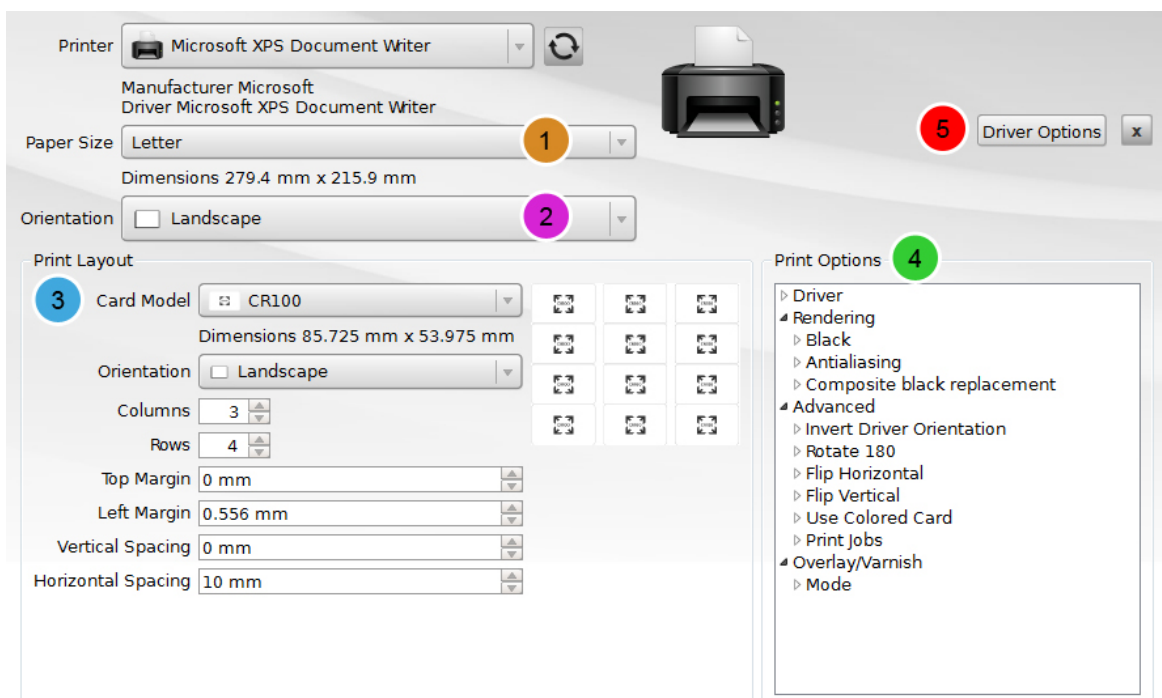 Printer Microsoft XPS Document Writer
Manufacturer Microsoft
Driver Microsoft XPS Document Writer
5 Driver Options x
Paper Size Letter 1
Dimensions 279.4 mm x 215.9 mm
Orientation Landscape 2
Print Layout
3 Card Model CR100
Dimensions 85.725 mm x 53.975 mm
Orientation Landscape
Columns 3
Rows 4
Top Margin 0 mm
Left Margin 0.556 mm
Vertical Spacing 0 mm
Horizontal Spacing 10 mm
Print Options 4
Driver
Rendering
Black
Antialiasing
Composite black replacement
Advanced
Invert Driver Orientation
Rotate 180
Flip Horizontal
Flip Vertical
Use Colored Card
Print Jobs
Overlay/Varnish
Mode